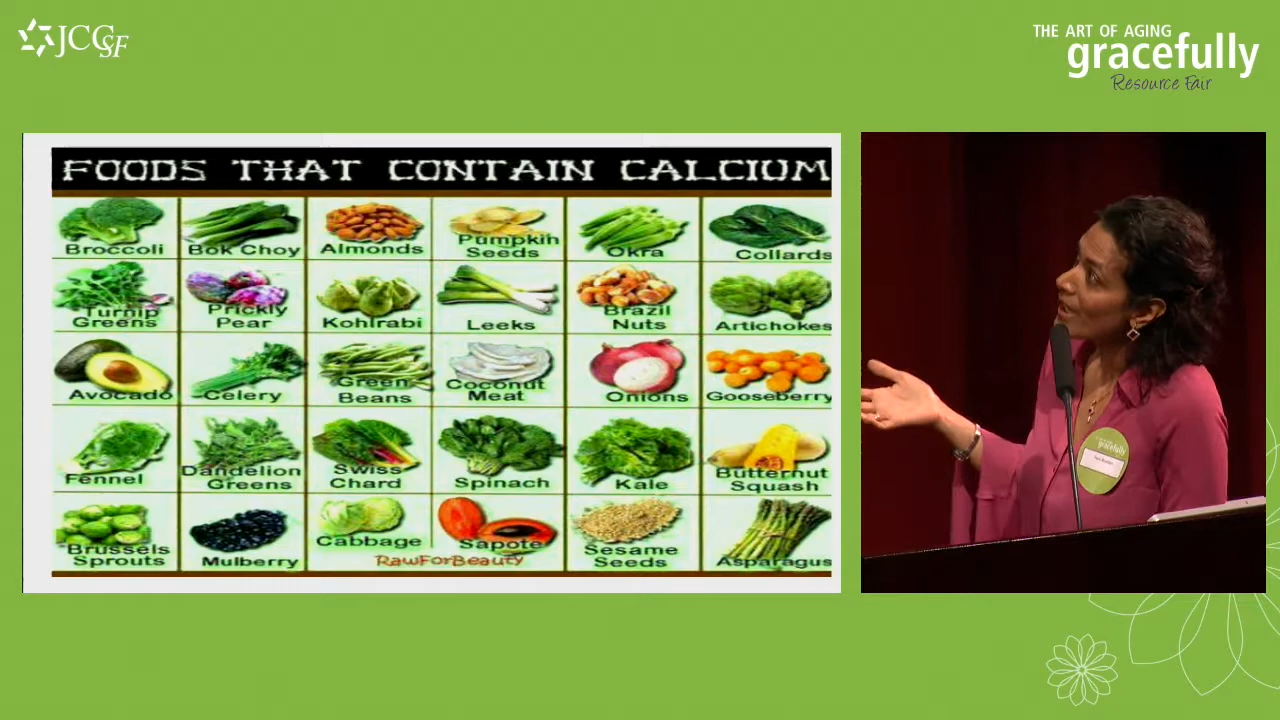 JCCSF
THE ART OF AGING
gracefully
Resource Fair
FOODS THAT CONTAIN CALCIUM
Broccoli
Bok Choy
Almonds
Pumpkin
Seeds
Okra
Collards
Turnip
Greens
Prickly
Pear
Kohlrabi
Leeks
Brazil
Nuts
Artichokes
Avocado
Celery
Green
Beans
Coconut
Meat
Onions
Gooseberry
Fennel
Dandelion
Greens
Swiss
Chard
Spinach
Kale
Butternut
Squash
Brussels
Sprouts
Mulberry
Cabbage
Sapote
RawForBeauty
Sesame
Seeds
Asparagus
gracefully